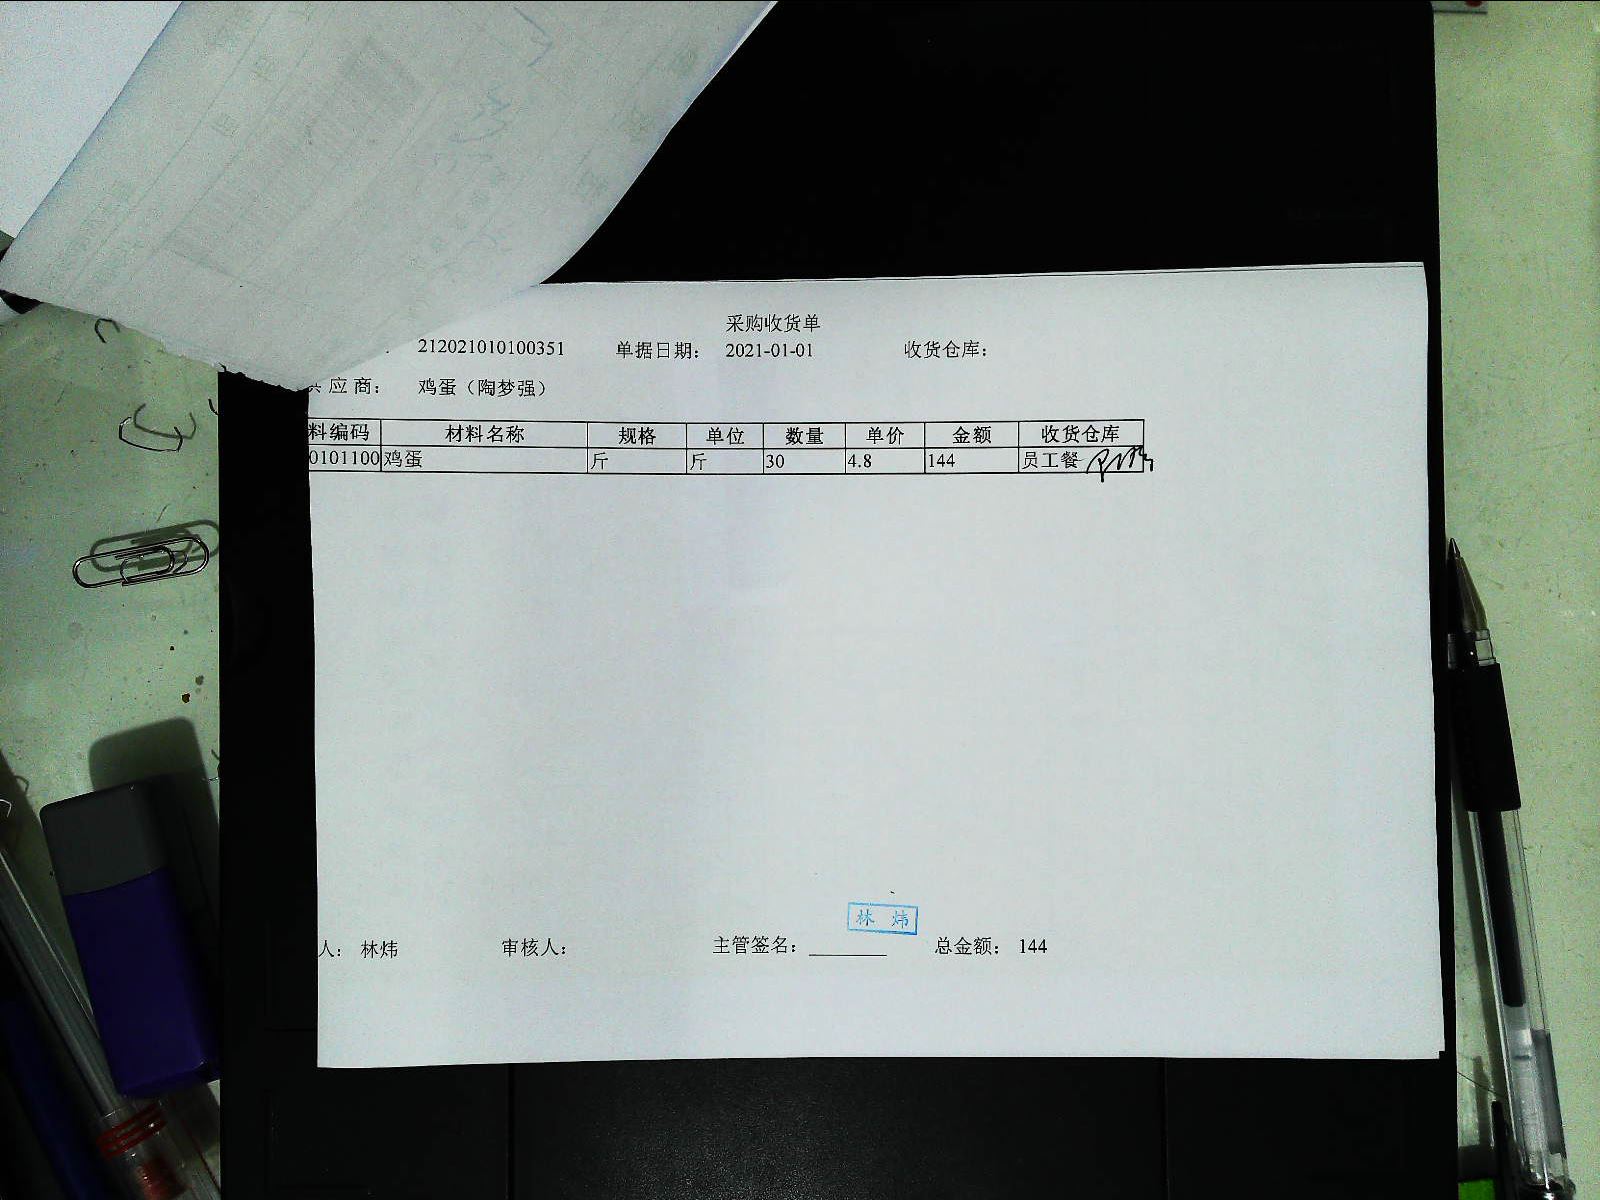 采购收货单
212021010100351 单据日期: 2021-01-01 收货仓库:
供应商: 鸡蛋（陶梦强）
料编码 材料名称 规格 单位 数量 单价 金额 收货仓库
0101100 鸡蛋 斤 斤 30 4.8 144 员工餐
林炜
人: 林炜 审核人: 主管签名: 总金额: 144